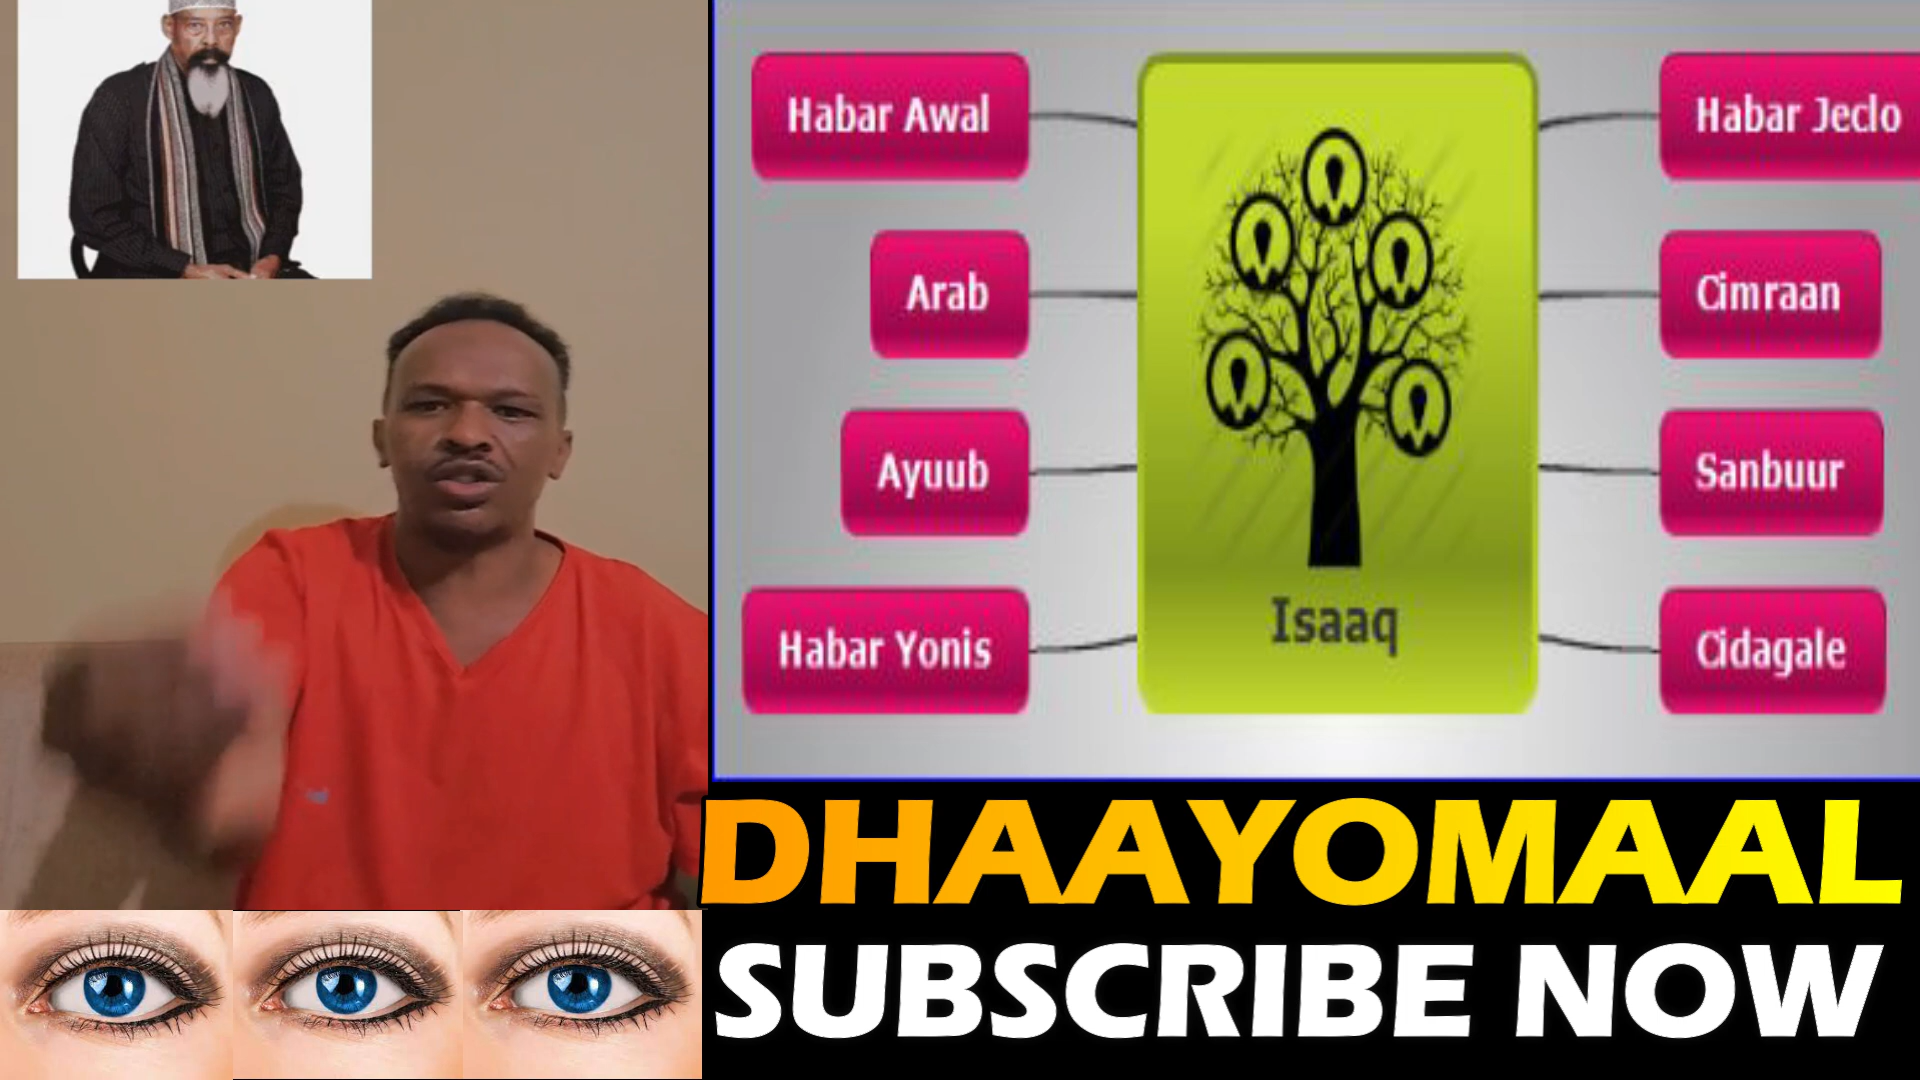 Habar Awal
Arab
Ayuub
Habar Yonis
Isaaq
Habar Jeclo
Cimraan
Sanbuur
Cidagale
DHAAYOMAAL
SUBSCRIBE NOW